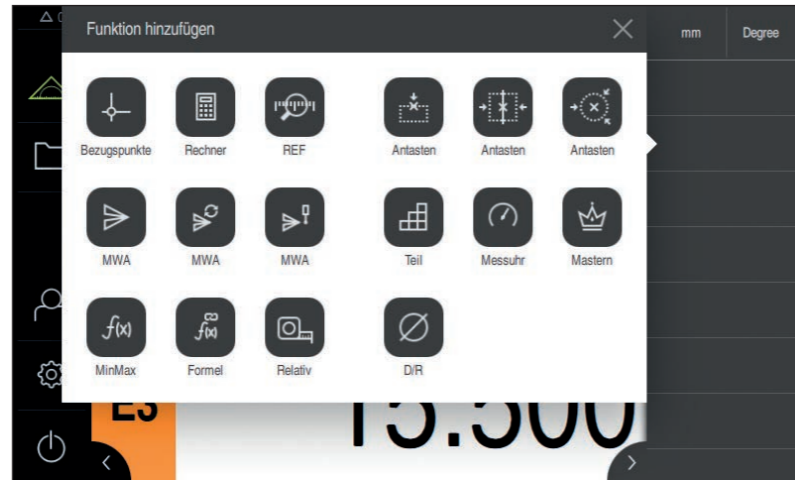 Funktion hinzufügen
mm Degree
Bezugspunkte Rechner REF Antasten Antasten Antasten
MWA MWA MWA Teil Messuhr Mastern
f(x) f(x)
MinMax Formel Relativ D/R
E3 15.500